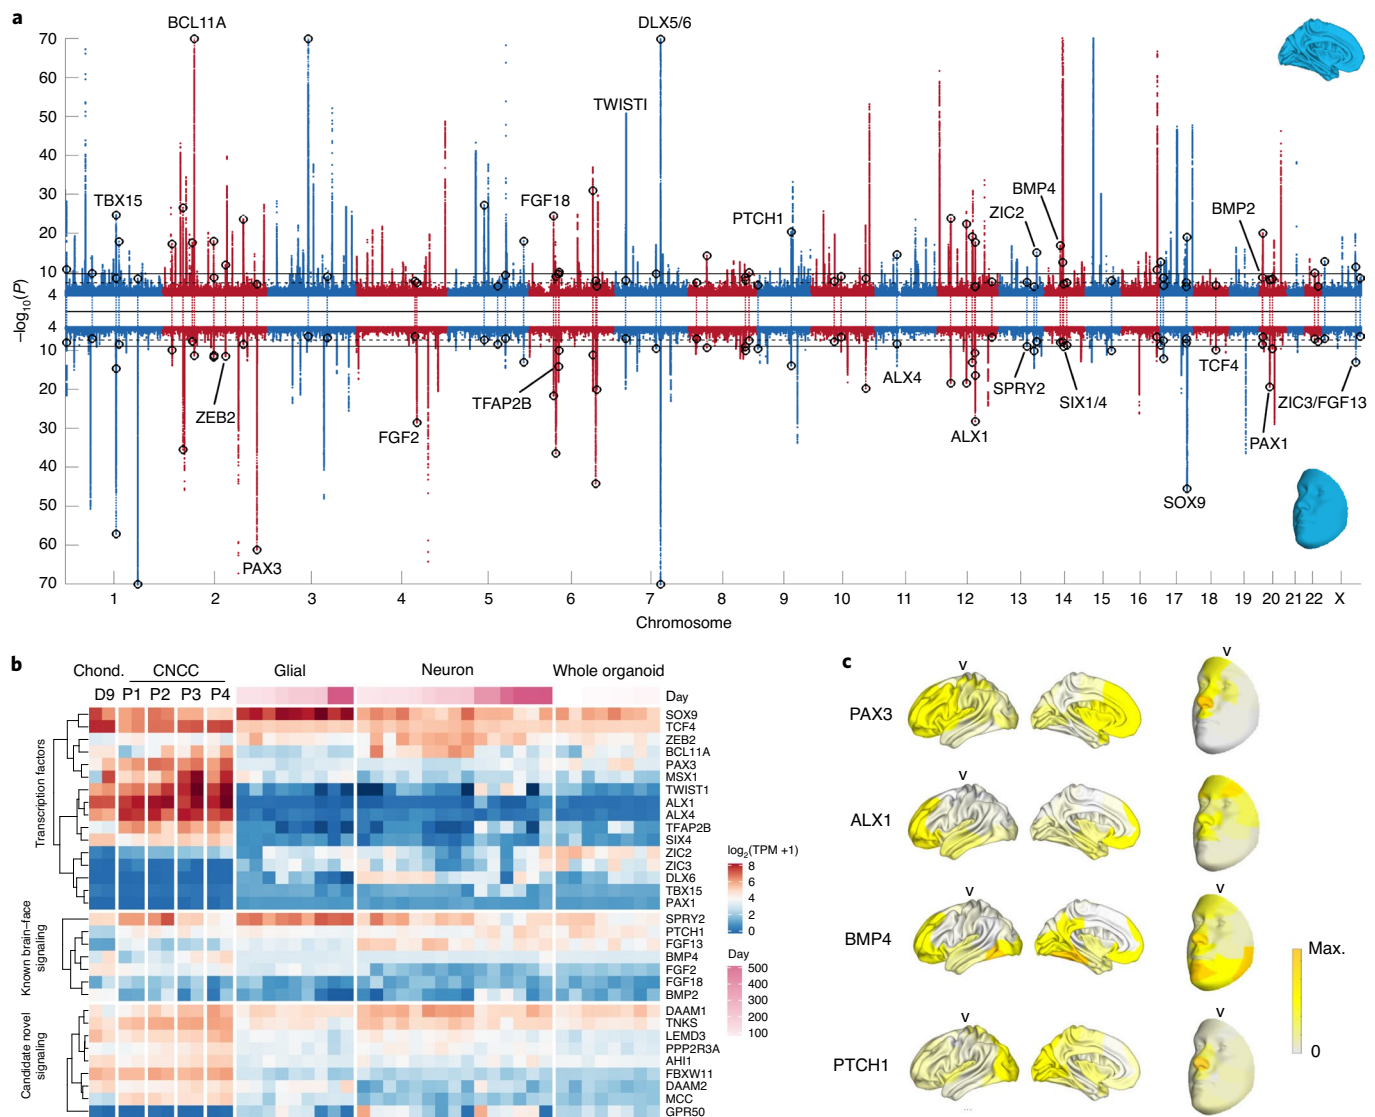 a
BCL11A
DLX5/6
TWISTI
TBX15
FGF18
PTCH1
ZIC2
BMP4
BMP2
70
60
50
40
30
20
10
4
−log10(P)
4
10
20
30
40
50
60
70
ZEB2
PAX3
FGF2
TFAP2B
ALX4
ALX1
SPRY2
SIX1/4
TCF4
SOX9
PAX1
ZIC3/FGF13
1 2 3 4 5 6 7 8 9 10 11 12 13 14 15 16 17 18 19 20 21 22 X
Chromosome
b
Chond. CNCC Glial Neuron Whole organoid
D9 P1 P2 P3 P4
Day
Transcription factors
SOX9
TCF4
ZEB2
BCL11A
PAX3
MSX1
TWIST1
ALX1
ALX4
TFAP2B
SIX4
ZIC2
ZIC3
DLX6
TBX15
PAX1
Known brain–face signaling
SPRY2
PTCH1
FGF13
BMP4
FGF2
FGF18
BMP2
Candidate novel signaling
DAAM1
TNKS
LEMD3
PPP2R3A
AHI1
FBXW11
DAAM2
MCC
GPR50
log2(TPM +1)
8
6
4
2
0
Day
500
400
300
200
100
c
V
V
PAX3
V
ALX1
V
V
BMP4
V
V
PTCH1
Max.
0